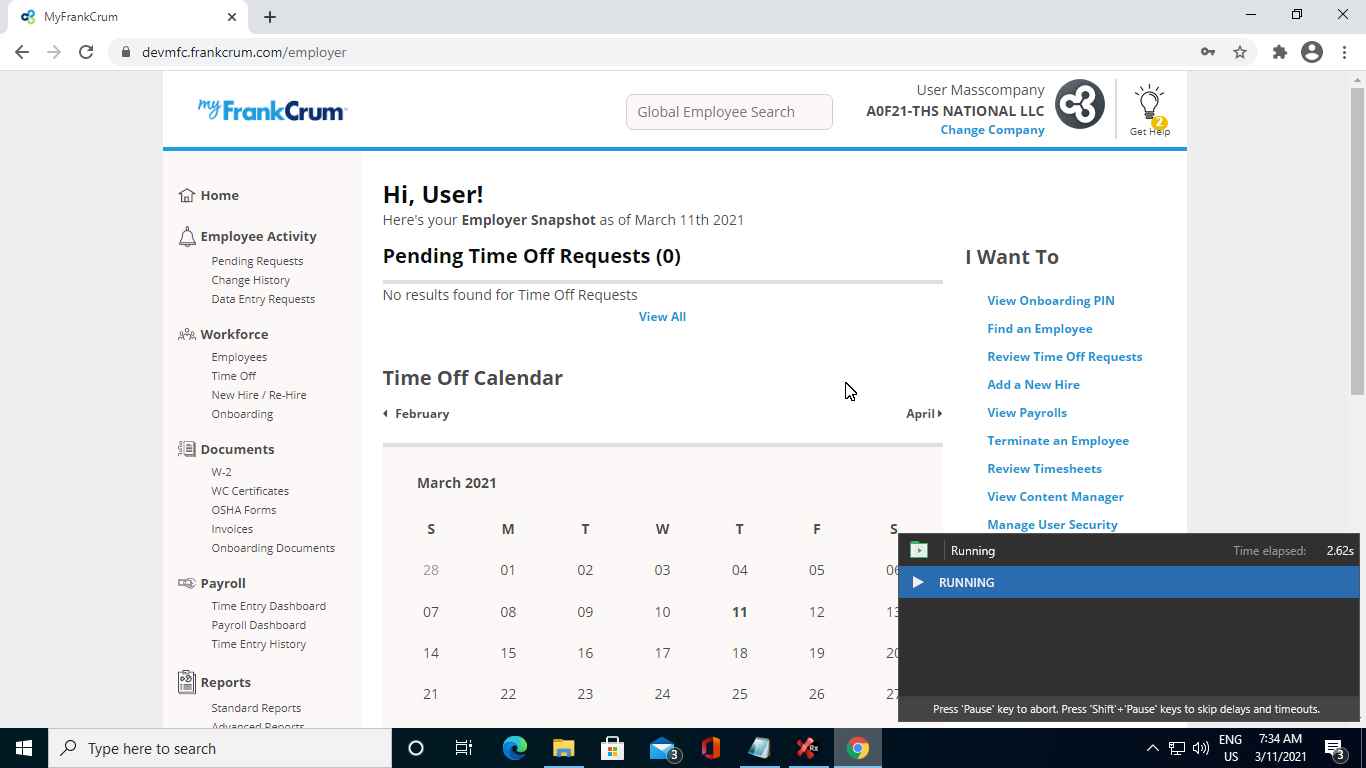 MyFrankCrum
devmfc.frankcrum.com/employer
myFrankCrum
Global Employee Search
User Masscompany
A0F21-THS NATIONAL LLC
Change Company
2
Get Help
Home
Employee Activity
Pending Requests
Change History
Data Entry Requests
Workforce
Employees
Time Off
New Hire / Re-Hire
Onboarding
Documents
W-2
WC Certificates
OSHA Forms
Invoices
Onboarding Documents
Payroll
Time Entry Dashboard
Payroll Dashboard
Time Entry History
Reports
Standard Reports
Advanced Reports
Hi, User!
Here's your Employer Snapshot as of March 11th 2021
Pending Time Off Requests (0)
No results found for Time Off Requests
View All
Time Off Calendar
February
April
March 2021
S M T W T F S
28 01 02 03 04 05 06
07 08 09 10 11 12 13
14 15 16 17 18 19 20
21 22 23 24 25 26 27
I Want To
View Onboarding PIN
Find an Employee
Review Time Off Requests
Add a New Hire
View Payrolls
Terminate an Employee
Review Timesheets
View Content Manager
Manage User Security
Running
Time elapsed: 2.62s
RUNNING
Press 'Pause' key to abort. Press 'Shift'+'Pause' keys to skip delays and timeouts.
Type here to search
3
Rx
ENG
US
7:34 AM
3/11/2021
3